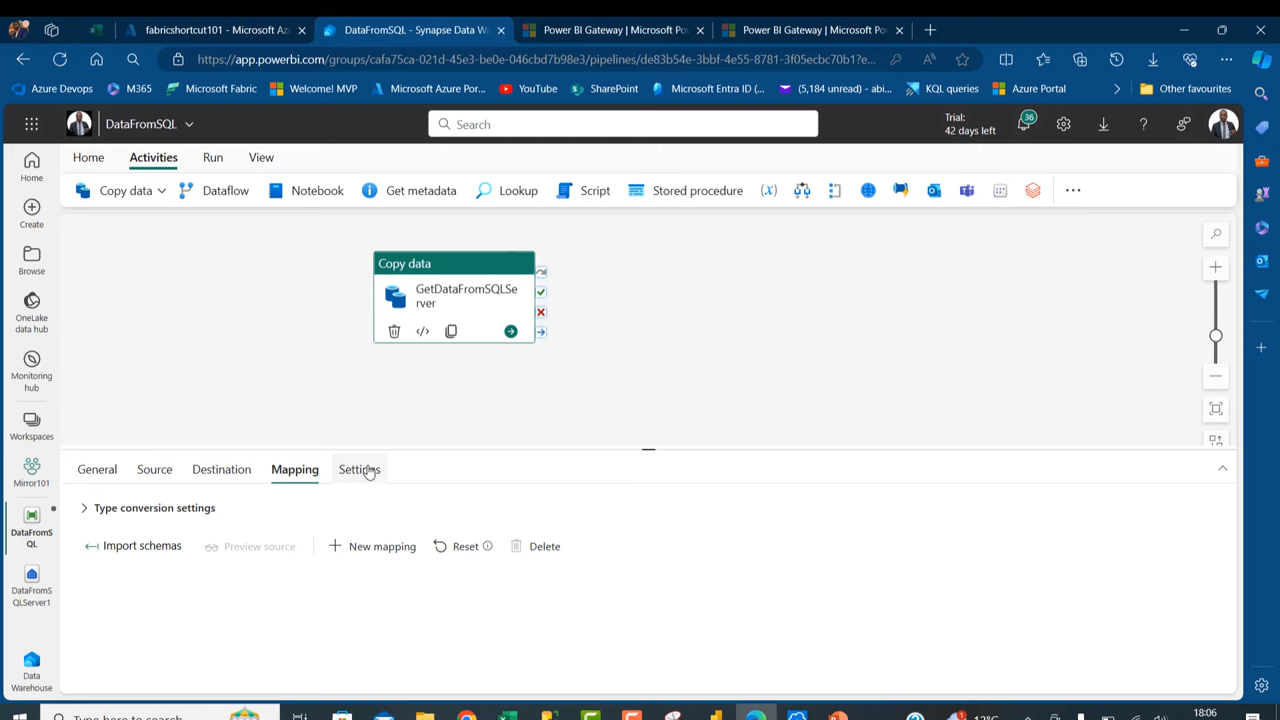 fabricshortcut101 - Microsoft Az
DataFromSQL - Synapse Data W
Power BI Gateway | Microsoft Po
Power BI Gateway | Microsoft Po
https://app.powerbi.com/groups/cafa75ca-021d-45e3-be0e-046cbd7b98e3/pipelines/de83b54e-3bbf-4e55-8781-3f05ecbc70b1?e...
Azure Devops
M365
Microsoft Fabric
Welcome! MVP
Microsoft Azure Por...
YouTube
SharePoint
Microsoft Entra ID (...
(5,184 unread) - abi...
KQL queries
Azure Portal
Other favourites
DataFromSQL
Search
Trial:
42 days left
36
Home
Activities
Run
View
Copy data
Dataflow
Notebook
Get metadata
Lookup
Script
Stored procedure
(x)
Home
Create
Browse
OneLake
data hub
Monitoring
hub
Workspaces
Mirror101
DataFromS
QL
DataFromS
QLServer1
Data
Warehouse
Copy data
GetDataFromSQLSe
rver
General
Source
Destination
Mapping
Settings
Type conversion settings
Import schemas
Preview source
New mapping
Reset
Delete
Type here to search
12°C
18:06